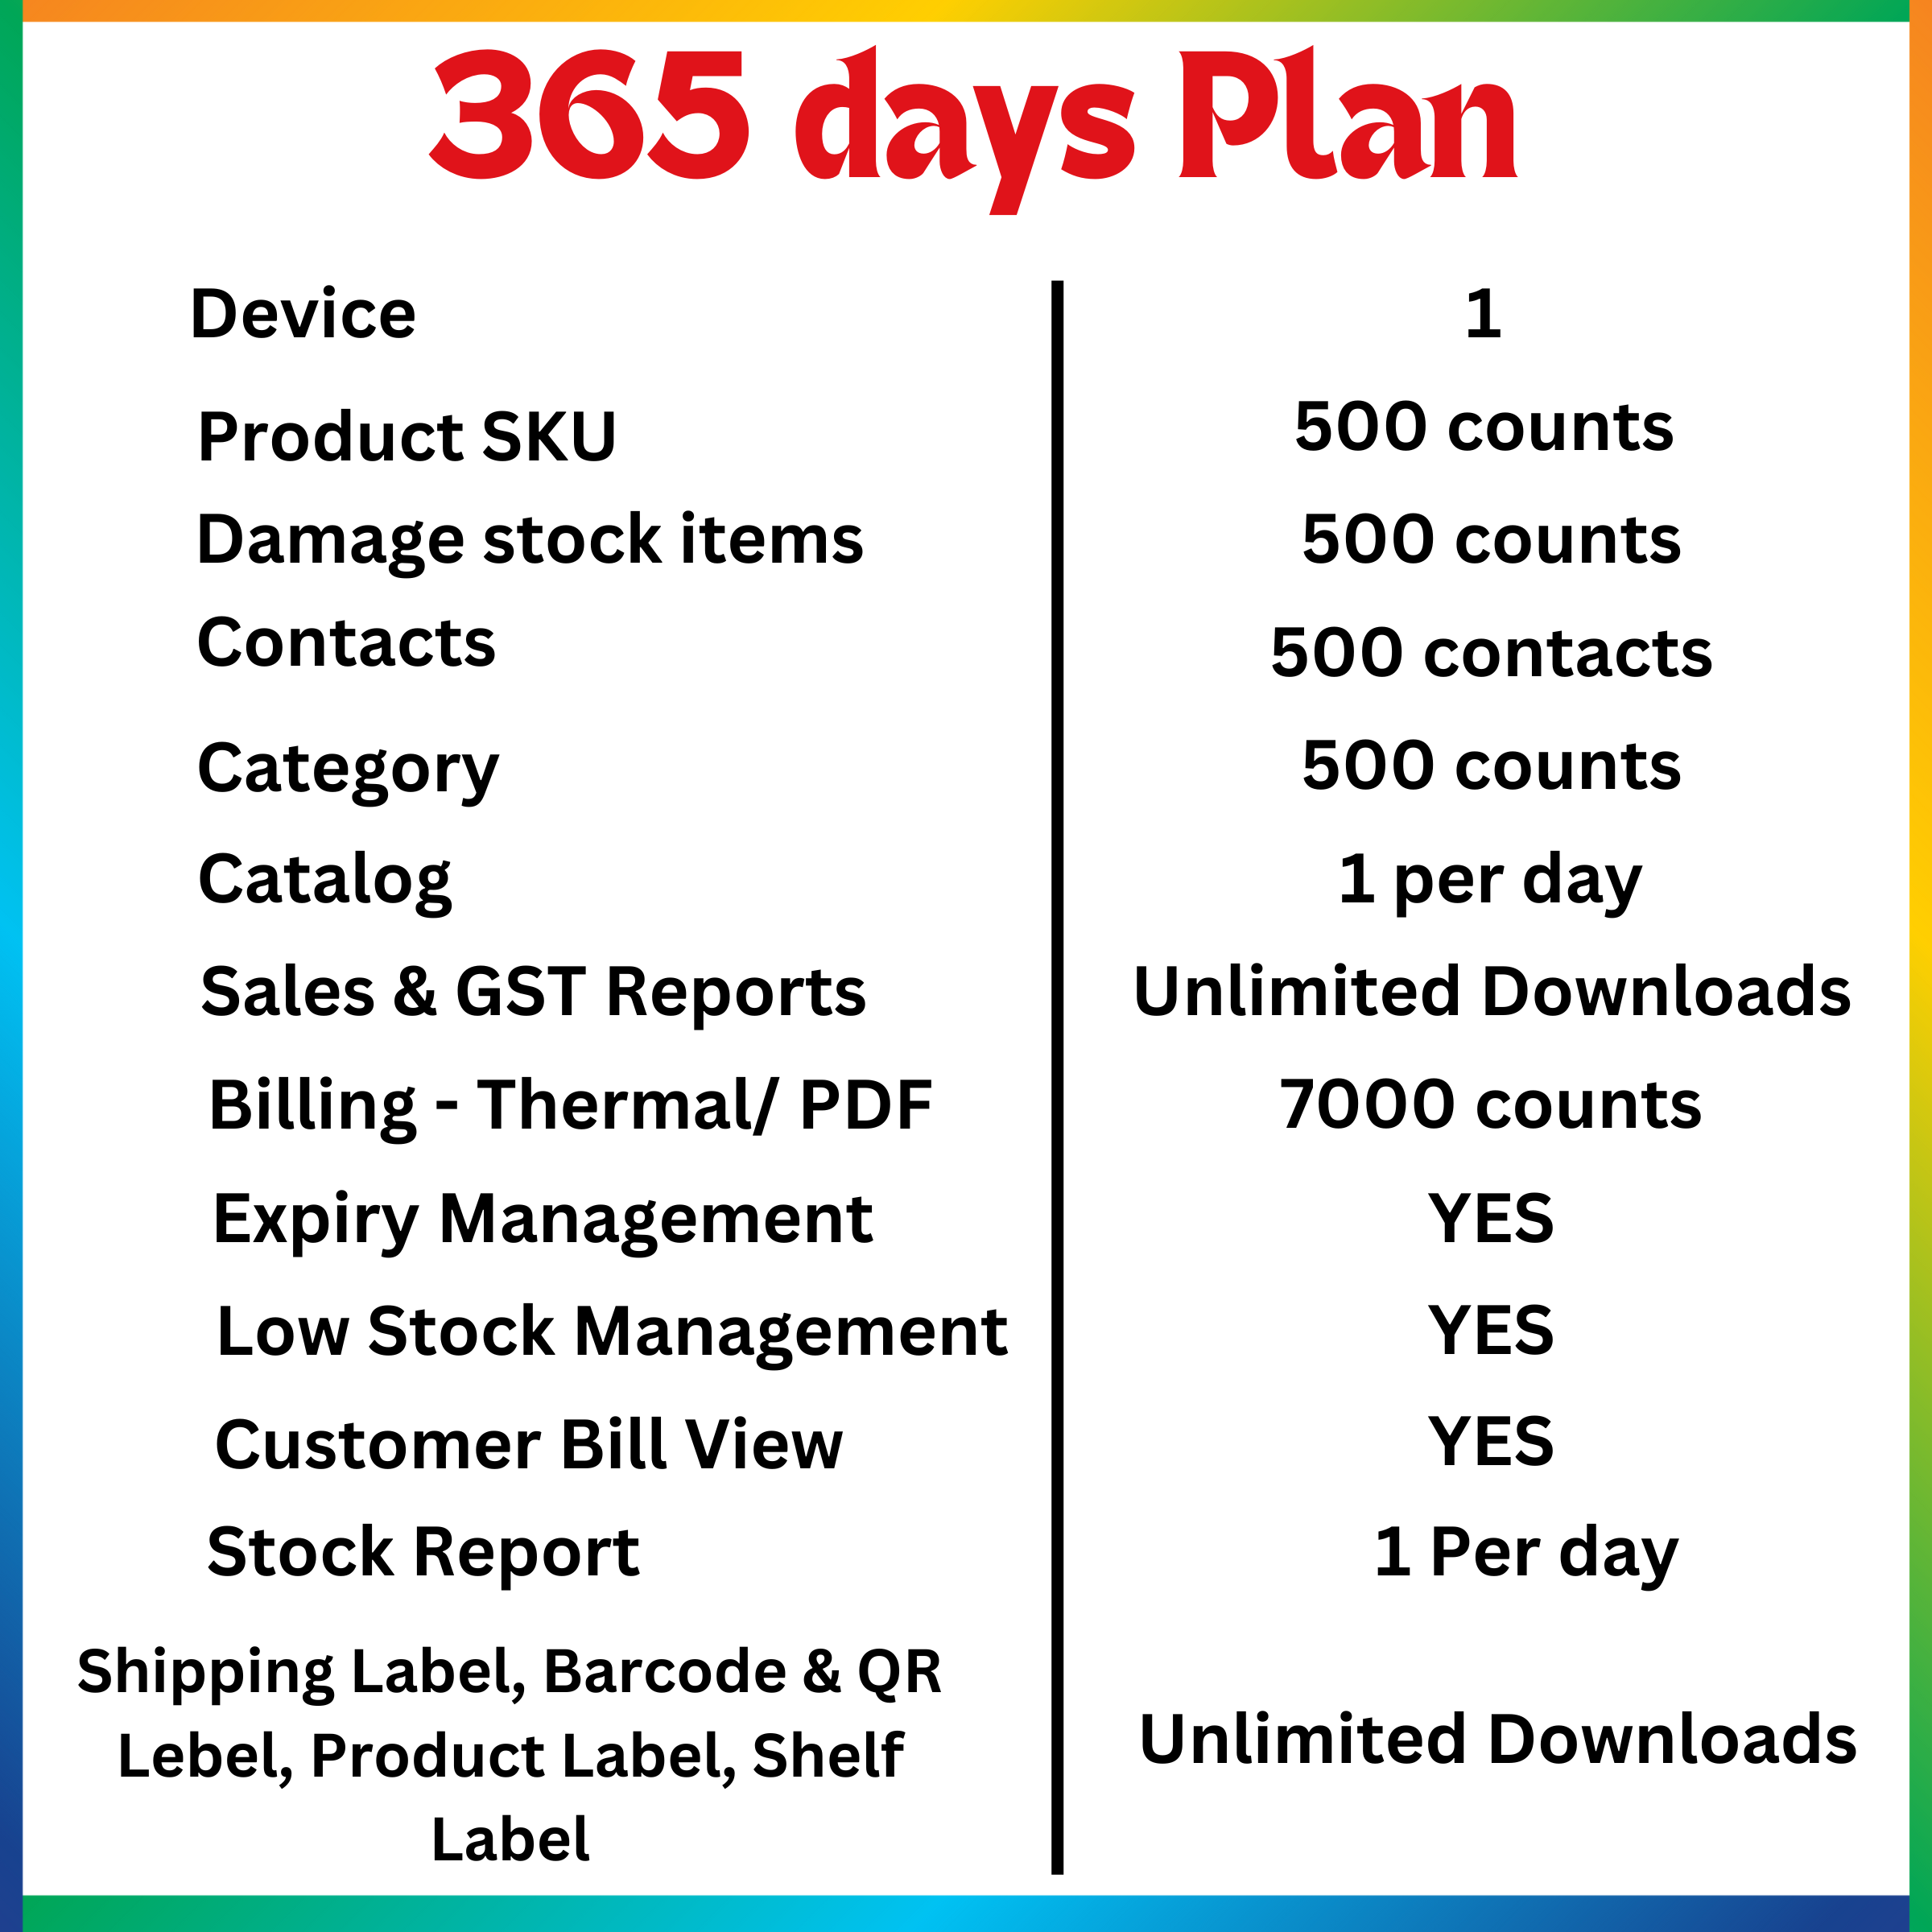 365 days Plan
Device 1
Product SKU 500 counts
Damage stock items 500 counts
Contacts 500 contacts
Category 500 counts
Catalog 1 per day
Sales & GST Reports Unlimited Downloads
Billing - Thermal/ PDF 7000 counts
Expiry Management YES
Low Stock Management YES
Customer Bill View YES
Stock Report 1 Per day
Shipping Label, Barcode & QR
Lebel, Product Label, Shelf
Label
Unlimited Downloads